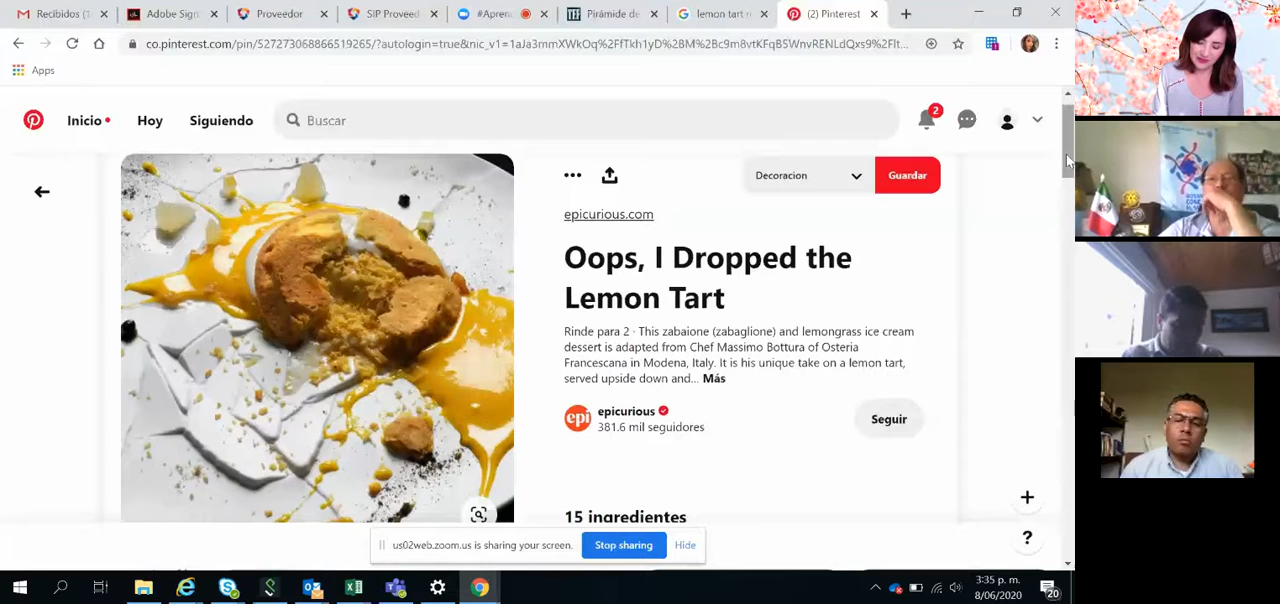 Recibidos (1
Adobe Sign
Proveedor
SIP Proveed
#Apren
Pirámide de
lemon tart r
(2) Pinterest
co.pinterest.com/pin/527273068866519265/?autologin=true&nic_v1=
Apps
Inicio
Hoy
Siguiendo
Buscar
2
Decoracion
Guardar
epicurious.com
Oops, I Dropped the
Lemon Tart
Rinde para 2 · This zabaione (zabaglione) and lemongrass ice cream
dessert is adapted from Chef Massimo Bottura of Osteria
Francescana in Modena, Italy. It is his unique take on a lemon tart,
served upside down and... Más
epi
epicurious
381.6 mil seguidores
Seguir
15 ingredientes
us02web.zoom.us is sharing your screen.
Stop sharing
Hide
+
?
3:35 p. m.
8/06/2020
20